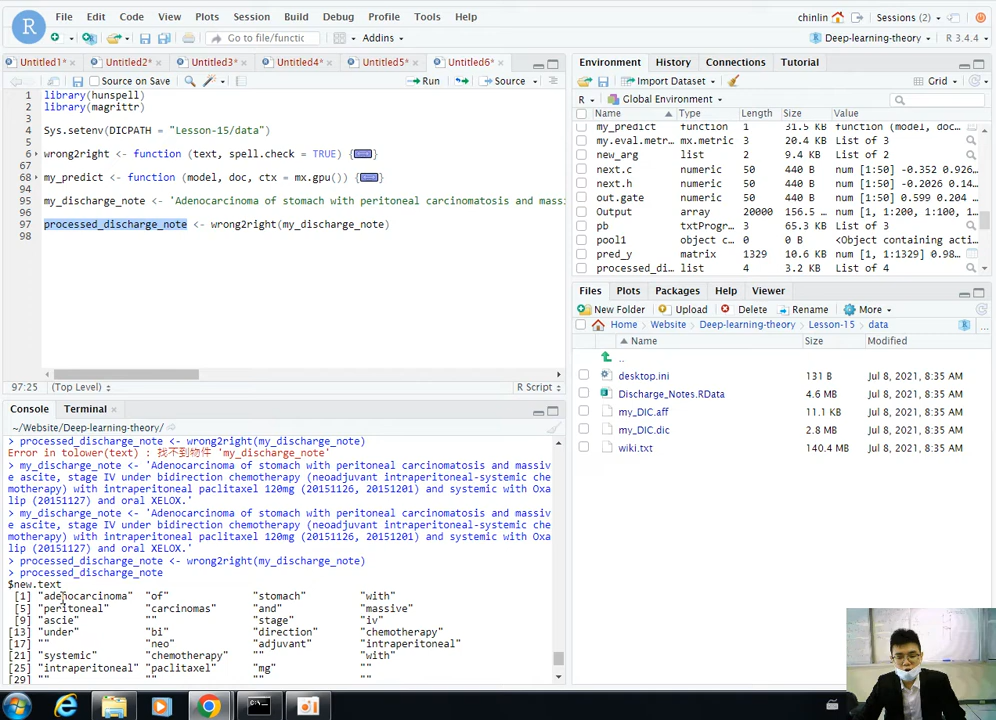 File Edit Code View Plots Session Build Debug Profile Tools Help
chinlin Sessions (2)
R Go to file/functic Addins Deep-learning-theory R 3.4.4
Untitled1* × Untitled2* × Untitled3* × Untitled4* × Untitled5* × Untitled6* ×
Source on Save Run Source
1 library(hunspell)
2 library(magrittr)
3
4 Sys.setenv(DICPATH = "Lesson-15/data")
5
6 wrong2right <- function (text, spell.check = TRUE) {
67
68 my_predict <- function (model, doc, ctx = mx.gpu()) {
94
95 my_discharge_note <- 'Adenocarcinoma of stomach with peritoneal carcinomatosis and mass
96
97 processed_discharge_note <- wrong2right(my_discharge_note)
98
97:25 (Top Level) R Script
Console Terminal ×
~/Website/Deep-learning-theory/
> processed_discharge_note <- wrong2right(my_discharge_note)
Error in tolower(text) : 找不到物件 'my_discharge_note'
> my_discharge_note <- 'Adenocarcinoma of stomach with peritoneal carcinomatosis and massiv
e ascite, stage IV under bidirection chemotherapy (neoadjuvant intraperitoneal-systemic che
motherapy) with intraperitoneal paclitaxel 120mg (20151126, 20151201) and systemic with Oxa
lip (20151127) and oral XELOX.'
> my_discharge_note <- 'Adenocarcinoma of stomach with peritoneal carcinomatosis and massiv
e ascite, stage IV under bidirection chemotherapy (neoadjuvant intraperitoneal-systemic che
motherapy) with intraperitoneal paclitaxel 120mg (20151126, 20151201) and systemic with Oxa
lip (20151127) and oral XELOX.'
> processed_discharge_note <- wrong2right(my_discharge_note)
> processed_discharge_note
$new.text
[1] "adenocarcinoma" "of" "stomach" "with"
[5] "peritoneal" "carcinomas" "and" "massive"
[9] "ascie" "" "stage" "iv"
[13] "under" "bi" "direction" "chemotherapy"
[17] "" "neo" "adjuvant" "intraperitoneal"
[21] "systemic" "chemotherapy" "" "with"
[25] "intraperitoneal" "paclitaxel" "mg" ""
[29] "" "" "" ""
Environment History Connections Tutorial
Import Dataset Grid
R Global Environment
Name Type Length Size Value
my_predict function 1 31.5 KB function (model, doc,…
my.eval.metr… mx.metric 3 20.4 KB List of 3
new_arg list 2 9.4 KB List of 2
next.c numeric 50 440 B num [1:50] -0.352 0.926…
next.h numeric 50 440 B num [1:50] -0.2026 0.14…
out.gate numeric 50 440 B num [1:50] 0.599 0.204 …
Output array 20000 156.5 … num [1, 1:200, 1:100, 1…
pb txtProgr… 3 65.3 KB List of 3
pool1 object c… 0 0 B <Object containing acti…
pred_y matrix 1329 10.6 KB num [1, 1:1329] 0.98…
processed_di… list 4 3.2 KB List of 4
Files Plots Packages Help Viewer
New Folder Upload Delete Rename More
Home Website Deep-learning-theory Lesson-15 data ...
Name Size Modified
..
desktop.ini 131 B Jul 8, 2021, 8:35 AM
Discharge_Notes.RData 4.6 MB Jul 8, 2021, 8:35 AM
my_DIC.aff 11.1 KB Jul 8, 2021, 8:35 AM
my_DIC.dic 2.8 MB Jul 8, 2021, 8:35 AM
wiki.txt 140.4 MB Jul 8, 2021, 8:35 AM